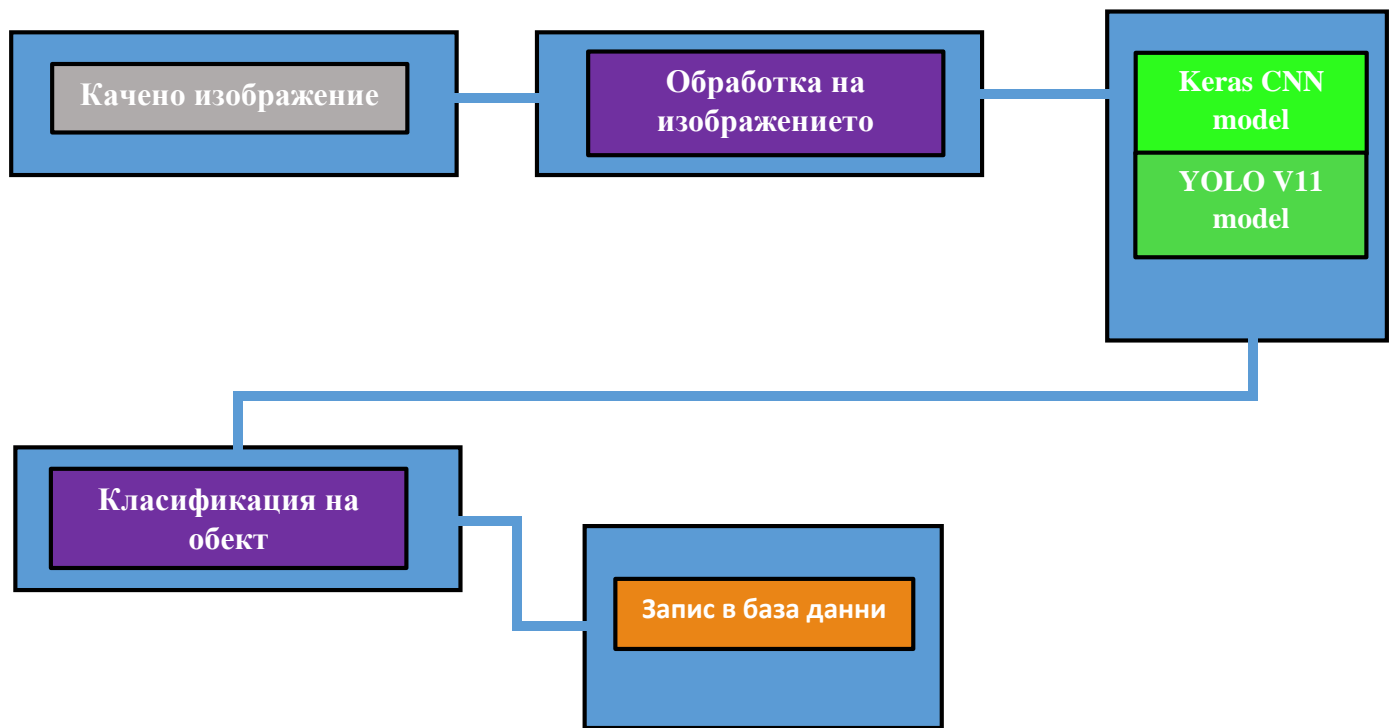 Качено изображение
Обработка на
изображението
Keras CNN
model
YOLO V11
model
Класификация на
обект
Запис в база данни